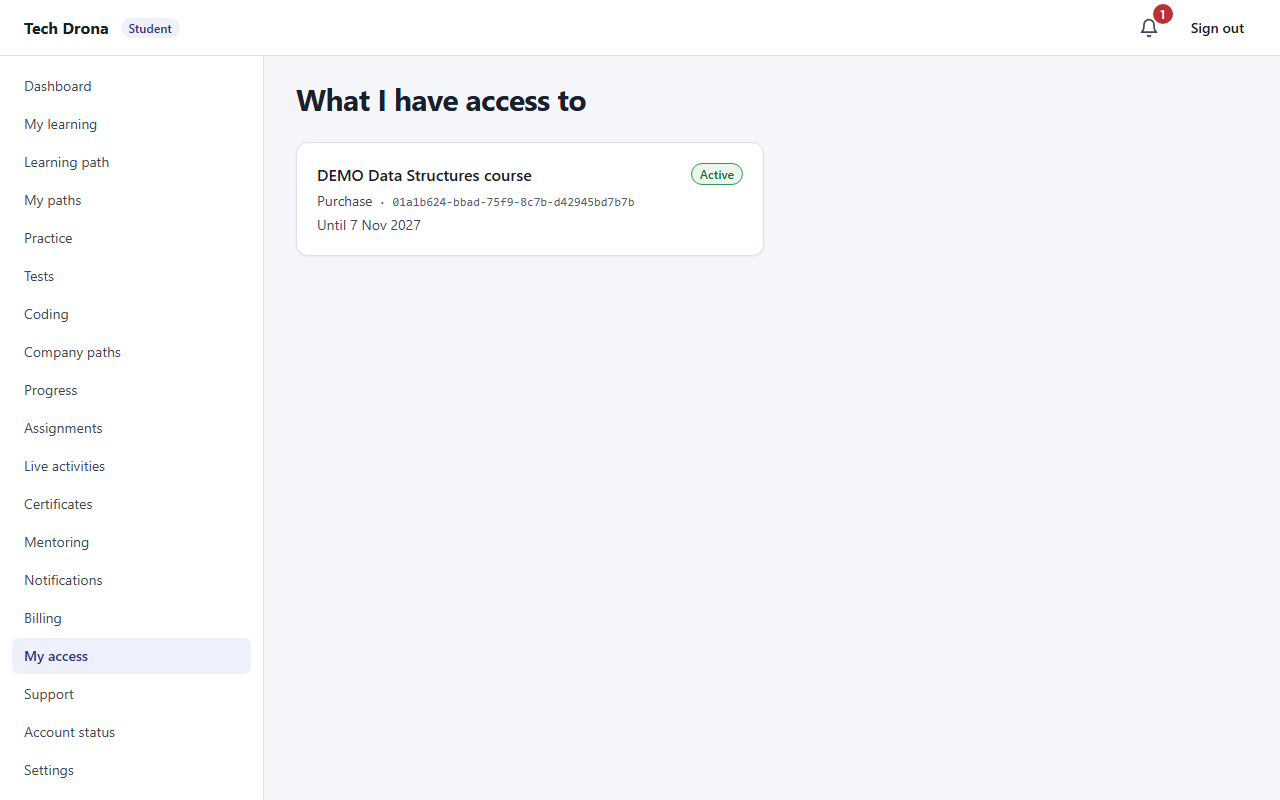 Tech Drona Student 1 Sign out
Dashboard
My learning
Learning path
My paths
Practice
Tests
Coding
Company paths
Progress
Assignments
Live activities
Certificates
Mentoring
Notifications
Billing
My access
Support
Account status
Settings
What I have access to
DEMO Data Structures course Active
Purchase · 01a1b624-bbad-75f9-8c7b-d42945bd7b7b
Until 7 Nov 2027